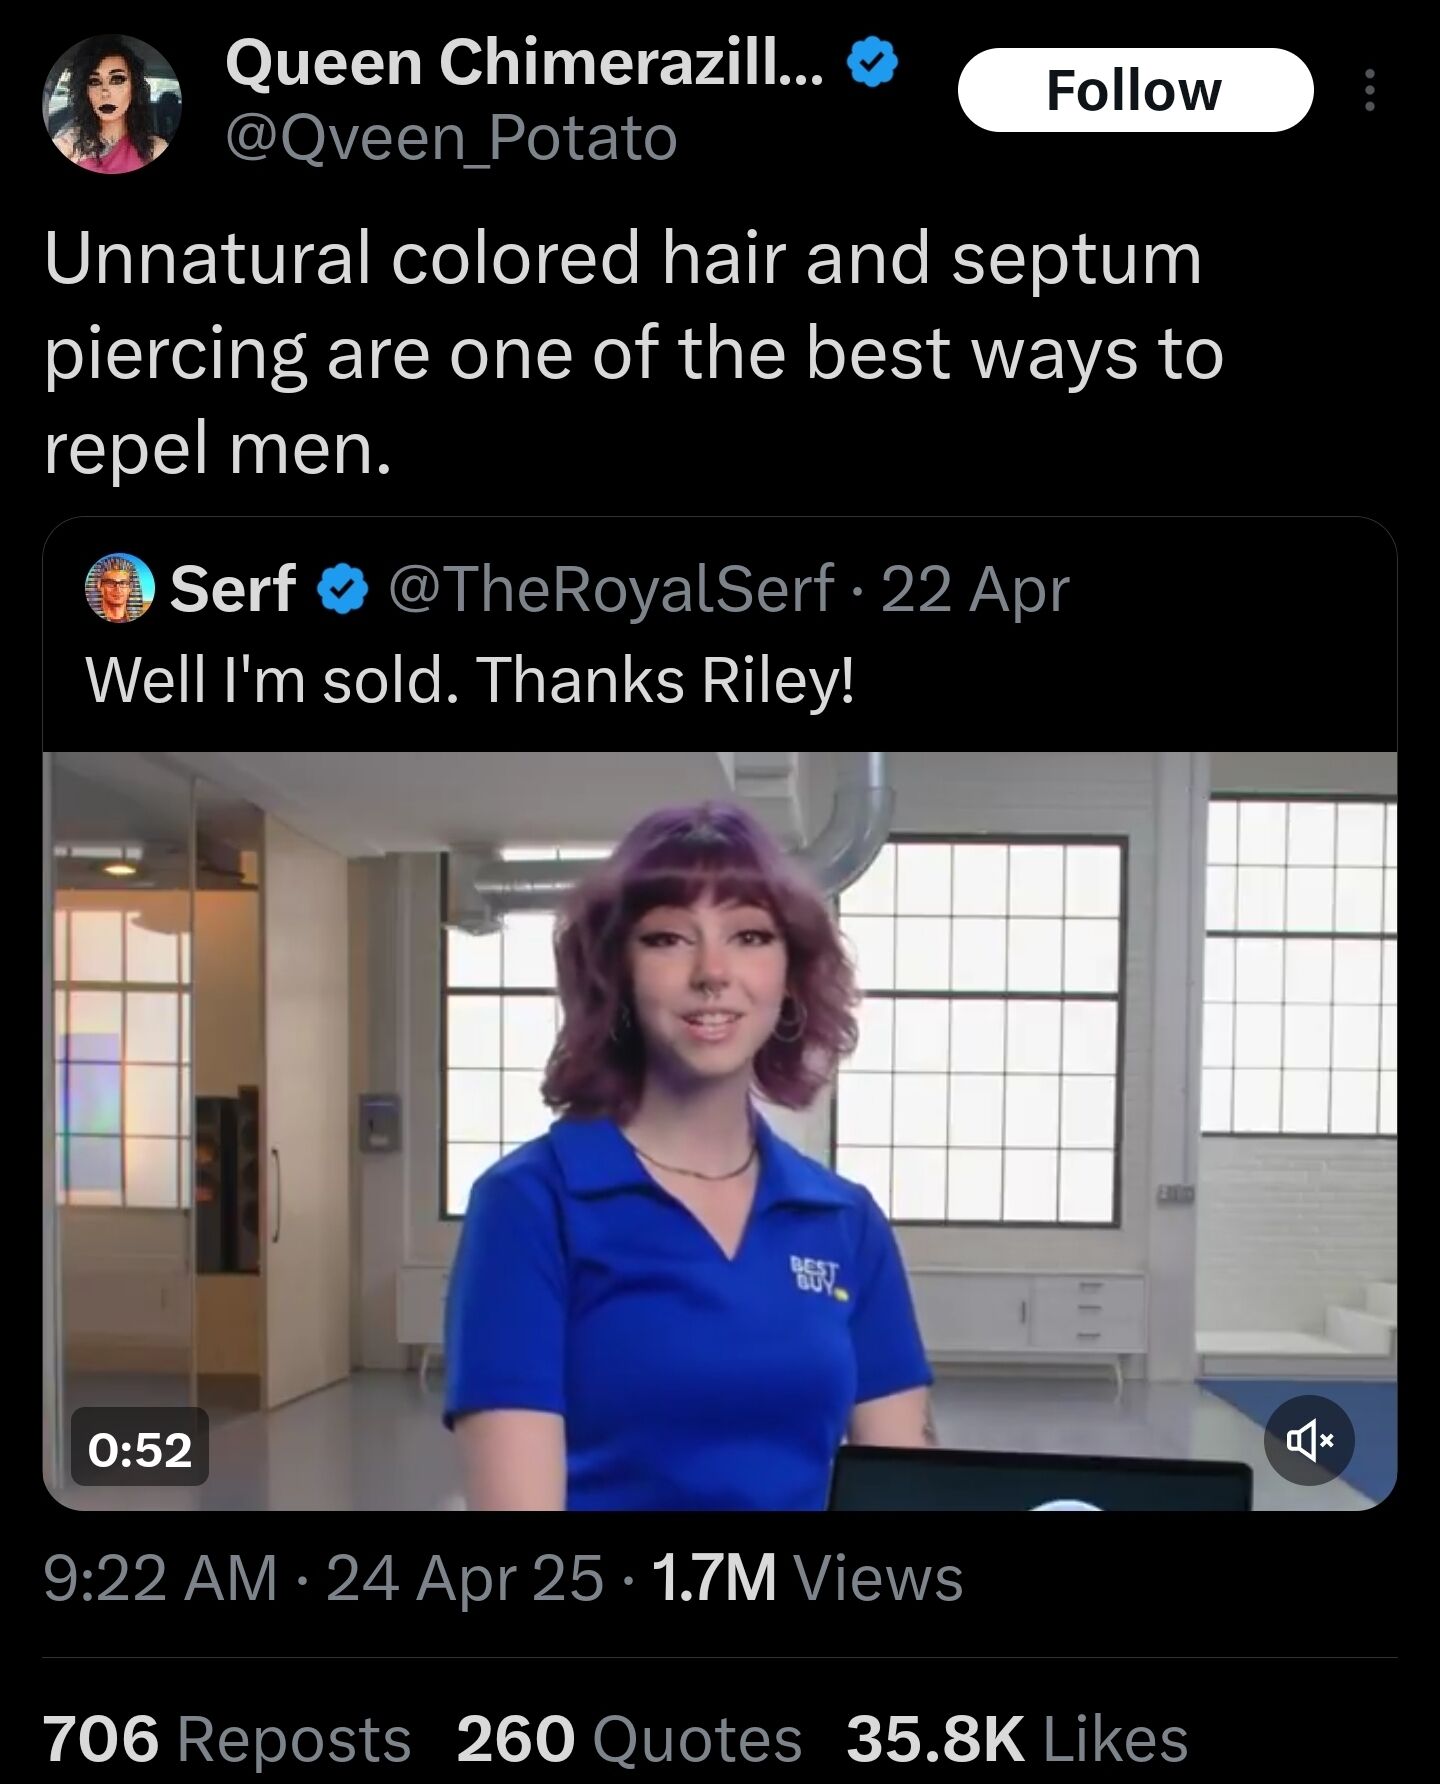 Queen Chimerazill...
Follow
@Qveen_Potato
Unnatural colored hair and septum
piercing are one of the best ways to
repel men.
Serf @TheRoyalSerf · 22 Apr
Well I'm sold. Thanks Riley!
BEST
BUY
0:52
9:22 AM · 24 Apr 25 · 1.7M Views
706 Reposts 260 Quotes 35.8K Likes